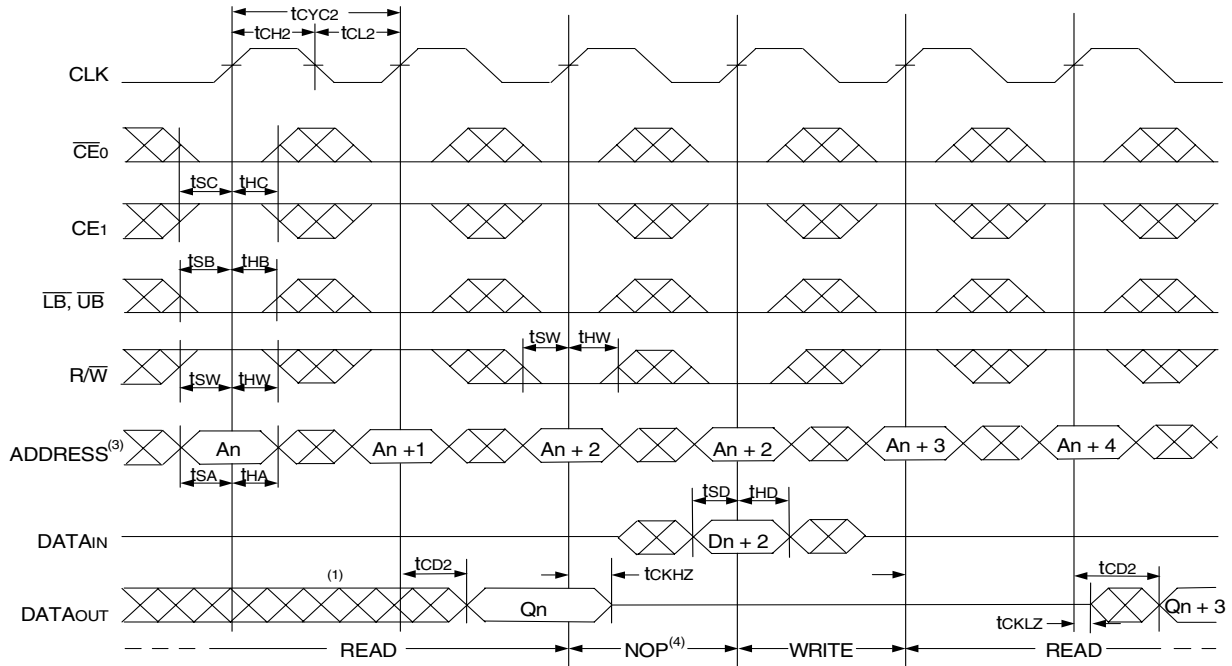 tCYC2
tCH2 tCL2
CLK
CE0
tSC tHC
CE1
tSB tHB
LB, UB
tSW tHW
R/W
tSW tHW
ADDRESS(3) An An +1 An + 2 An + 2 An + 3 An + 4
tSA tHA
tSD tHD
DATAIN Dn + 2
(1) tCD2 tCKHZ tCD2
DATAOUT Qn Qn + 3
tCKLZ
READ NOP(4) WRITE READ